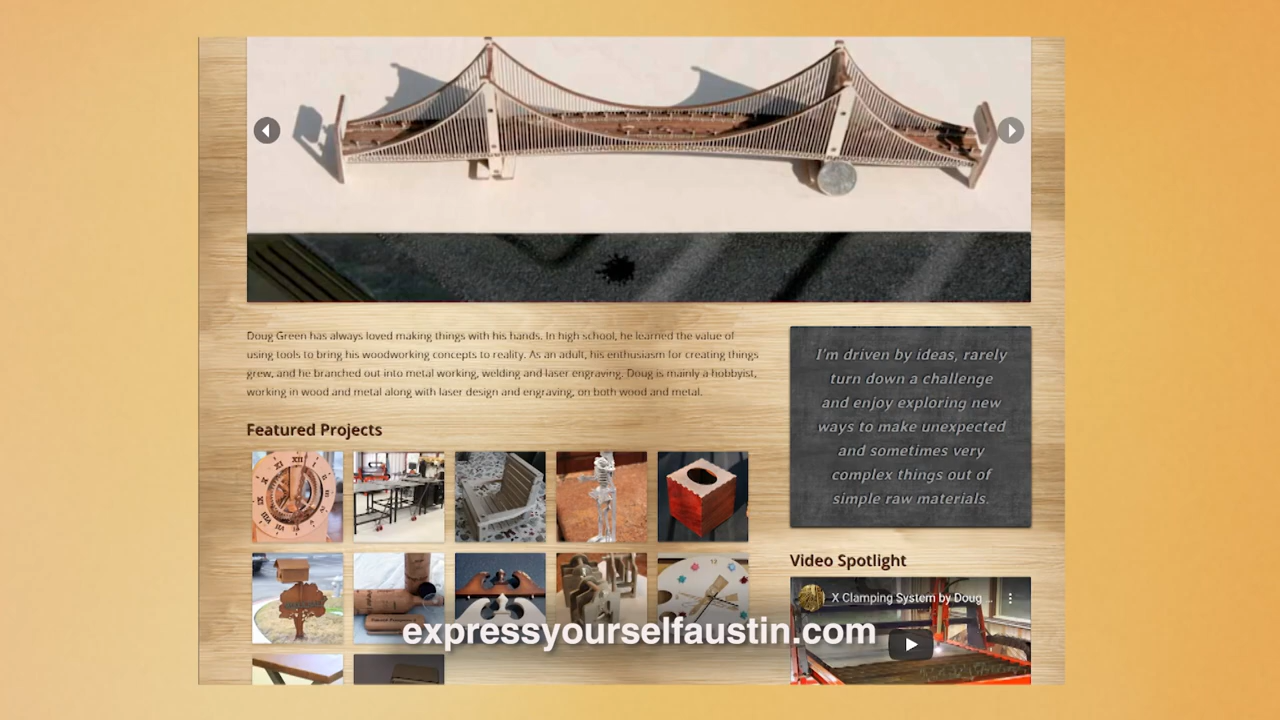 Doug Green has always loved making things with his hands. In high school, he learned the value of
using tools to bring his woodworking concepts to reality. As an adult, his enthusiasm for creating things
grew, and he branched out into metal working, welding and laser engraving. Doug is mainly a hobbyist,
working in wood and metal along with laser design and engraving, on both wood and metal.
Featured Projects
I'm driven by ideas, rarely
turn down a challenge
and enjoy exploring new
ways to make unexpected
and sometimes very
complex things out of
simple raw materials.
Video Spotlight
X Clamping System by Doug ...
expressyourselfaustin.com